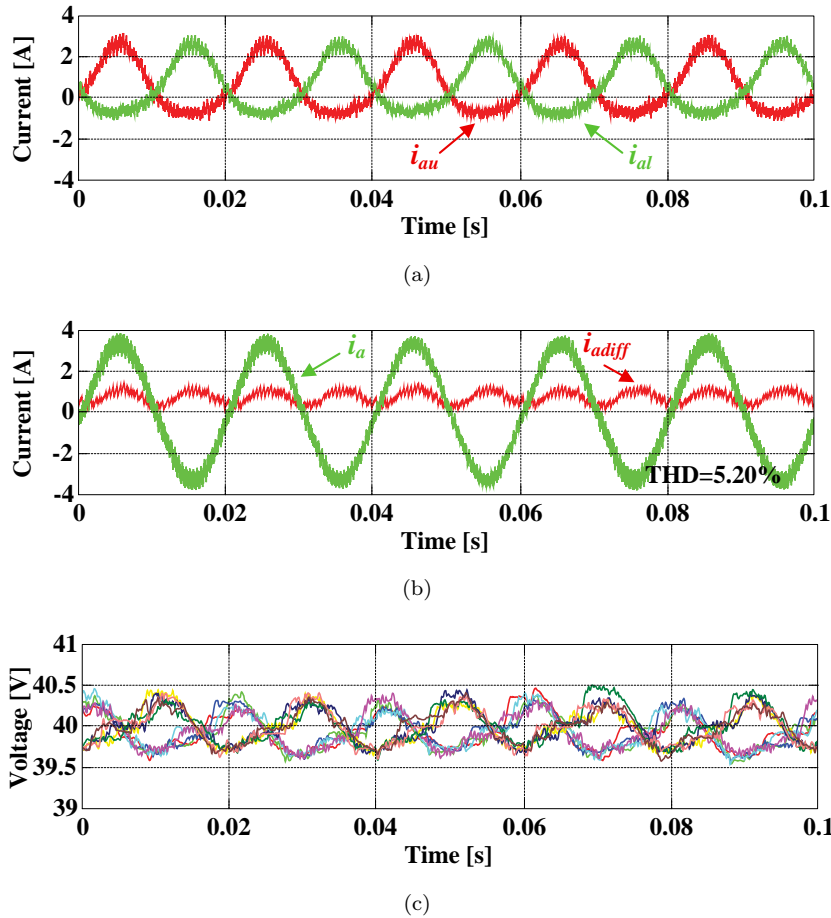 4
2
0
-2
-4
Current [A]
i_au
i_al
0 0.02 0.04 0.06 0.08 0.1
Time [s]
(a)
4
2
0
-2
-4
Current [A]
i_a
i_adiff
THD=5.20%
0 0.02 0.04 0.06 0.08 0.1
Time [s]
(b)
41
40.5
40
39.5
39
Voltage [V]
0 0.02 0.04 0.06 0.08 0.1
Time [s]
(c)